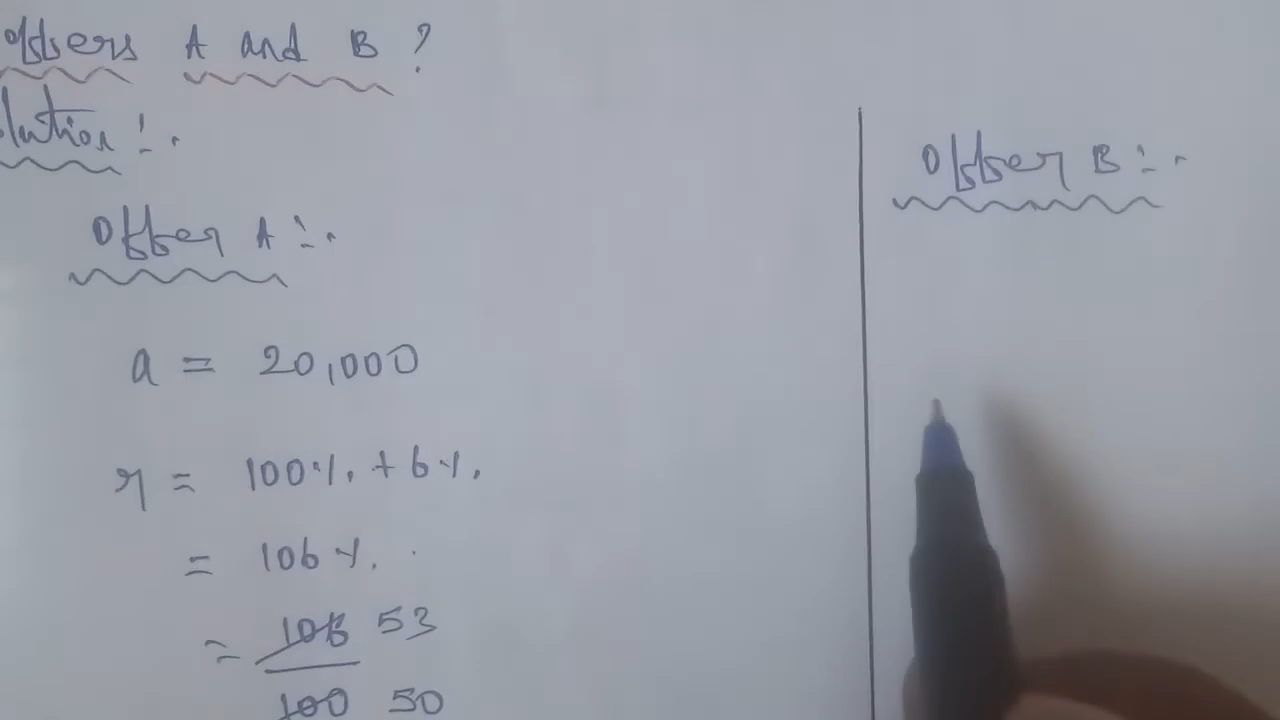 offers A and B ?
lution :-
Offer A :-
a = 20,000
r = 100% + 6%.
= 106%.
= 106 53
100 50
Offer B :-